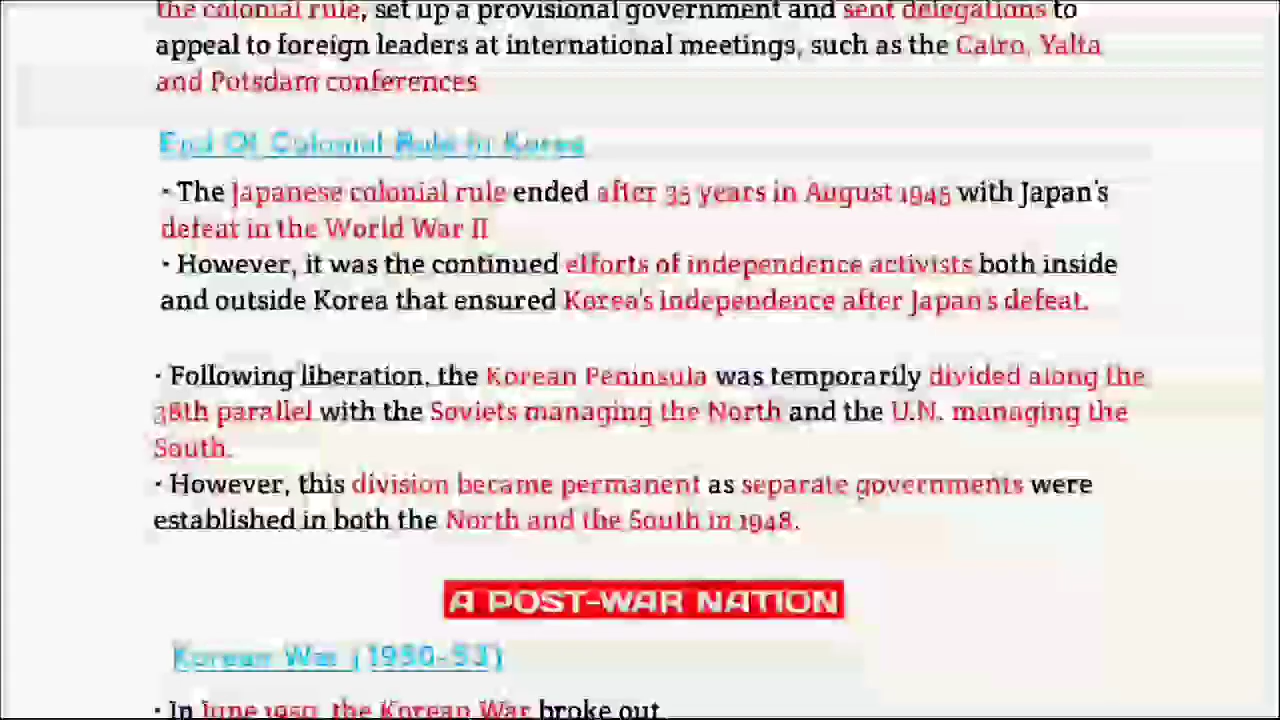 the colonial rule, set up a provisional government and sent delegations to
appeal to foreign leaders at international meetings, such as the Cairo, Yalta
and Potsdam conferences
End Of Colonial Rule in Korea
· The Japanese colonial rule ended after 35 years in August 1945 with Japan's
defeat in the World War II
· However, it was the continued efforts of independence activists both inside
and outside Korea that ensured Korea's independence after Japan's defeat.
· Following liberation, the Korean Peninsula was temporarily divided along the
38th parallel with the Soviets managing the North and the U.N. managing the
South.
· However, this division became permanent as separate governments were
established in both the North and the South in 1948.
A POST-WAR NATION
Korean War (1950-53)
· In June 1950, the Korean War broke out